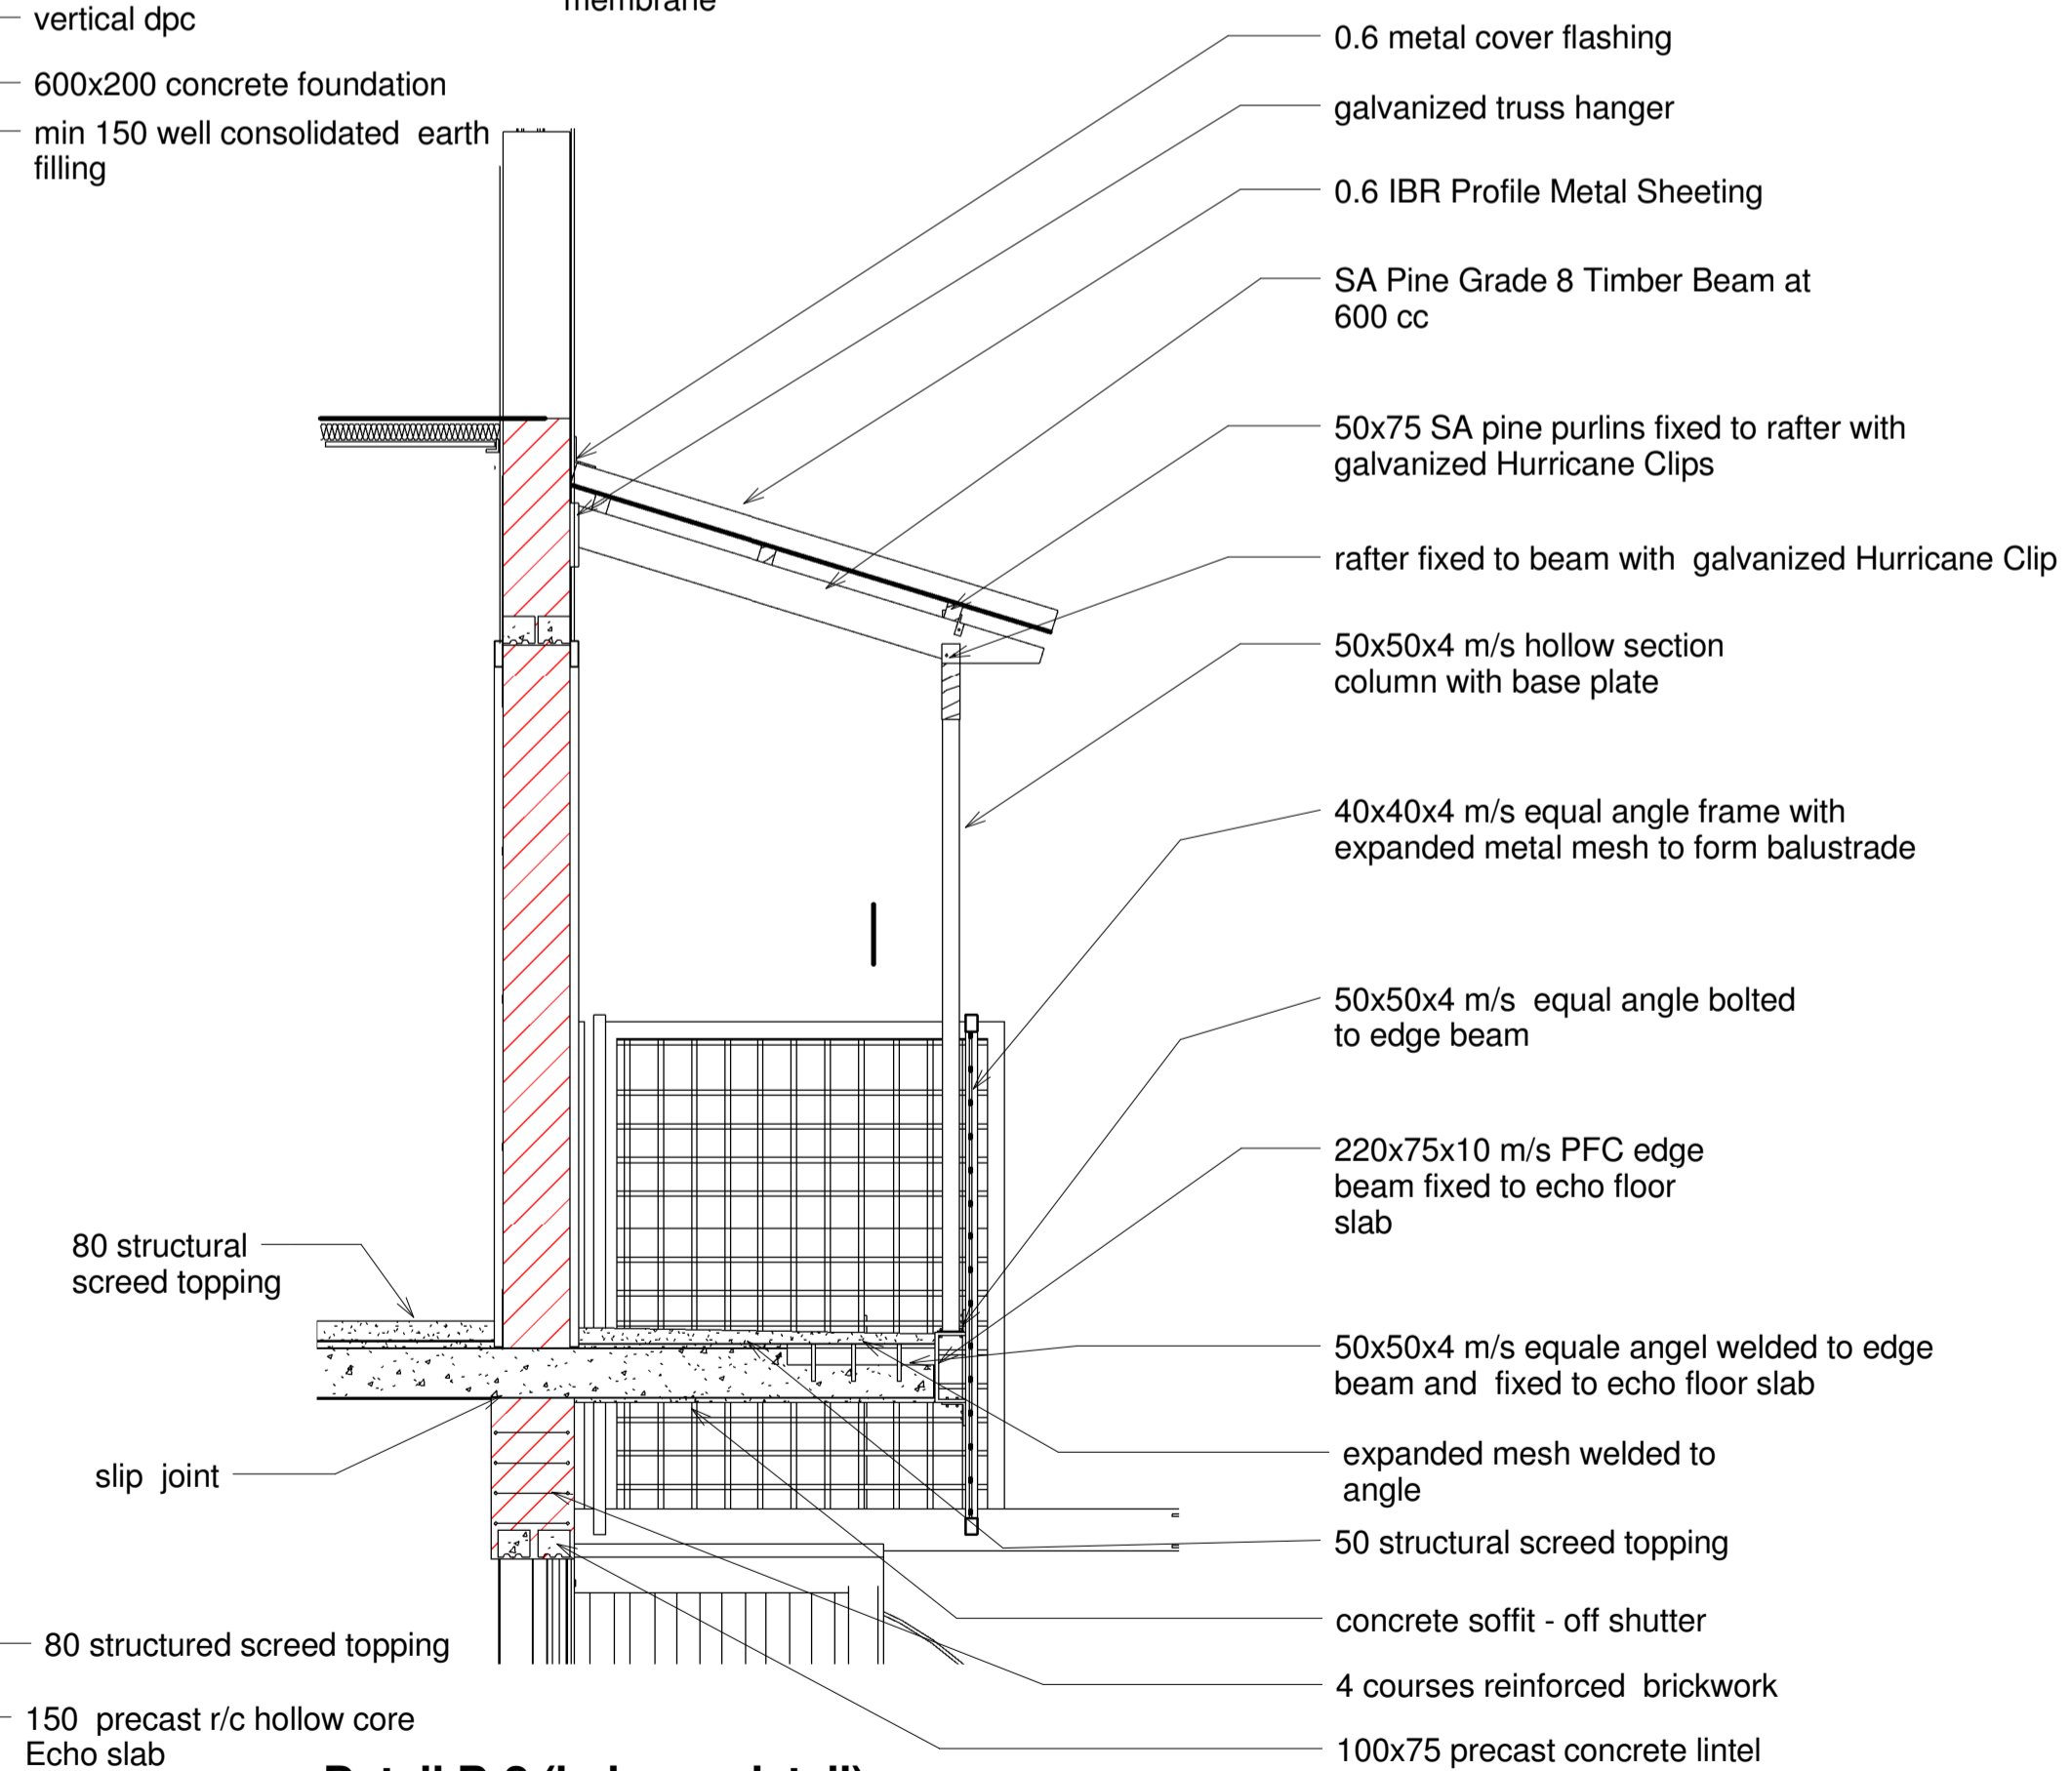 membrane
vertical dpc
600x200 concrete foundation
min 150 well consolidated  earth
filling
0.6 metal cover flashing
galvanized truss hanger
0.6 IBR Profile Metal Sheeting
SA Pine Grade 8 Timber Beam at
600 cc
50x75 SA pine purlins fixed to rafter with
galvanized Hurricane Clips
rafter fixed to beam with  galvanized Hurricane Clip
50x50x4 m/s hollow section
column with base plate
40x40x4 m/s equal angle frame with
expanded metal mesh to form balustrade
50x50x4 m/s  equal angle bolted
to edge beam
220x75x10 m/s PFC edge
beam fixed to echo floor
slab
80 structural
screed topping
50x50x4 m/s equale angel welded to edge
beam and  fixed to echo floor slab
slip  joint
expanded mesh welded to
angle
50 structural screed topping
concrete soffit - off shutter
80 structured screed topping
4 courses reinforced  brickwork
150  precast r/c hollow core
Echo slab
100x75 precast concrete lintel